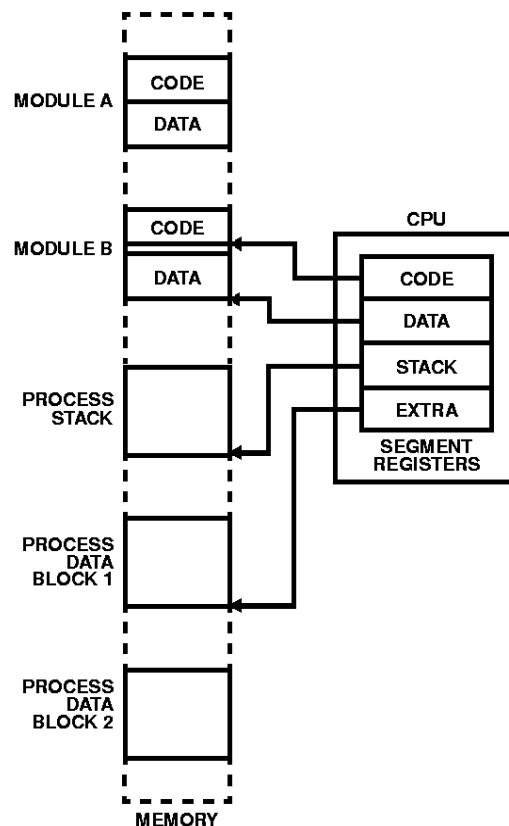 CODE
MODULE A
DATA
CODE
MODULE B
DATA
CPU
CODE
DATA
STACK
EXTRA
SEGMENT
REGISTERS
PROCESS
STACK
PROCESS
DATA
BLOCK 1
PROCESS
DATA
BLOCK 2
MEMORY